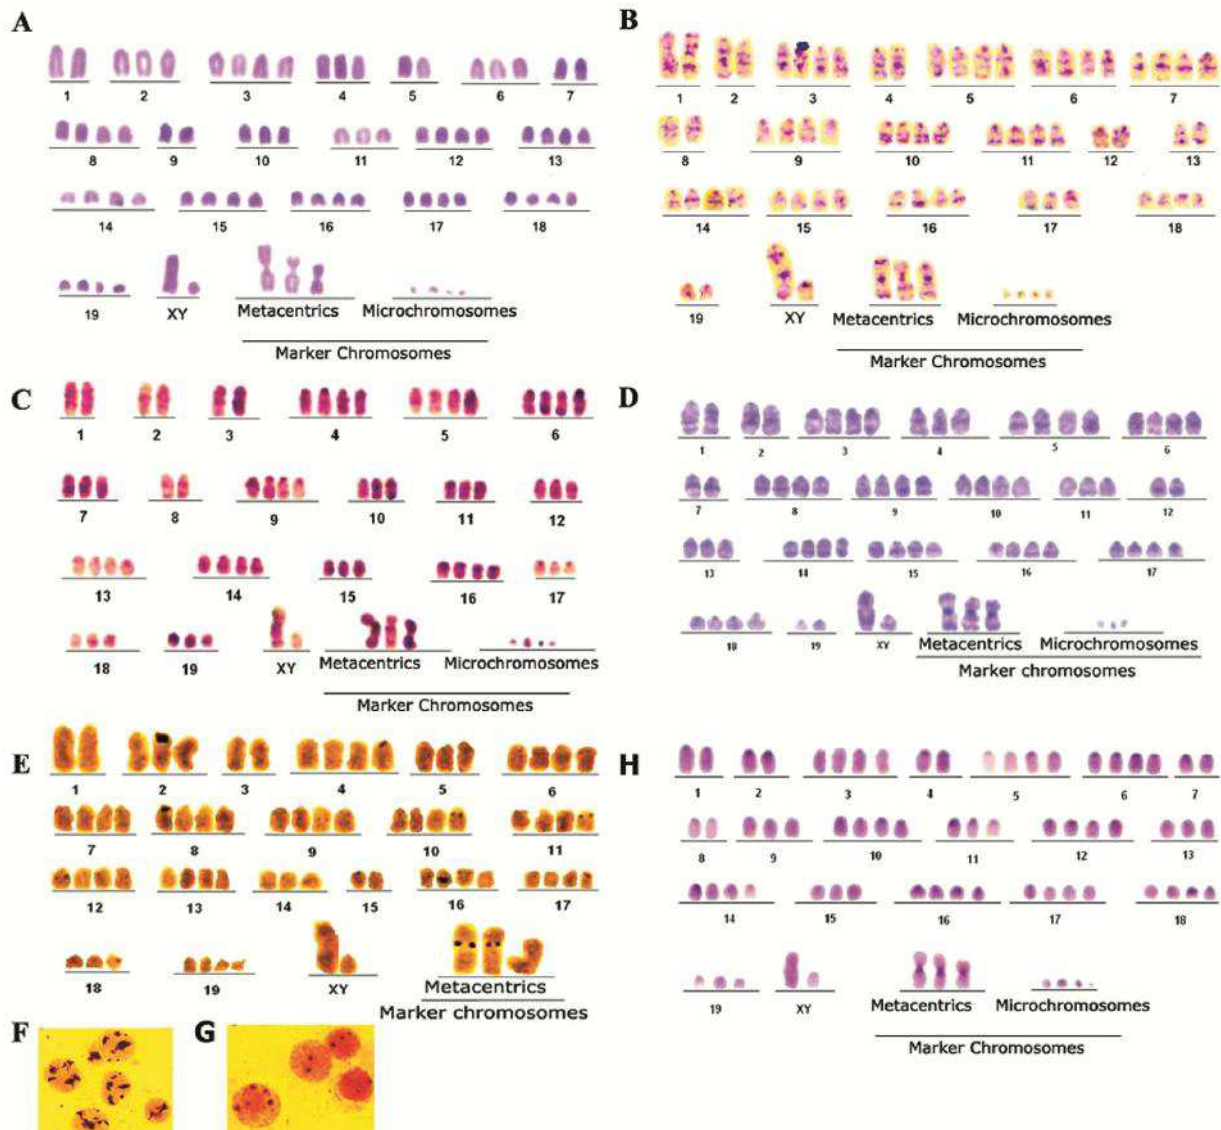 A
1 2 3 4 5 6 7
8 9 10 11 12 13
14 15 16 17 18
19 XY Metacentrics Microchromosomes
Marker Chromosomes
B
1 2 3 4 5 6 7
8 9 10 11 12 13
14 15 16 17 18
19 XY Metacentrics Microchromosomes
Marker Chromosomes
C
1 2 3 4 5 6
7 8 9 10 11 12
13 14 15 16 17
18 19 XY Metacentrics Microchromosomes
Marker Chromosomes
D
1 2 3 4 5 6
7 8 9 10 11 12
13 14 15 16 17
18 19 XY Metacentrics Microchromosomes
Marker chromosomes
E
1 2 3 4 5 6
7 8 9 10 11
12 13 14 15 16 17
18 19 XY Metacentrics
Marker chromosomes
F G
H
1 2 3 4 5 6 7
8 9 10 11 12 13
14 15 16 17 18
19 XY Metacentrics Microchromosomes
Marker Chromosomes